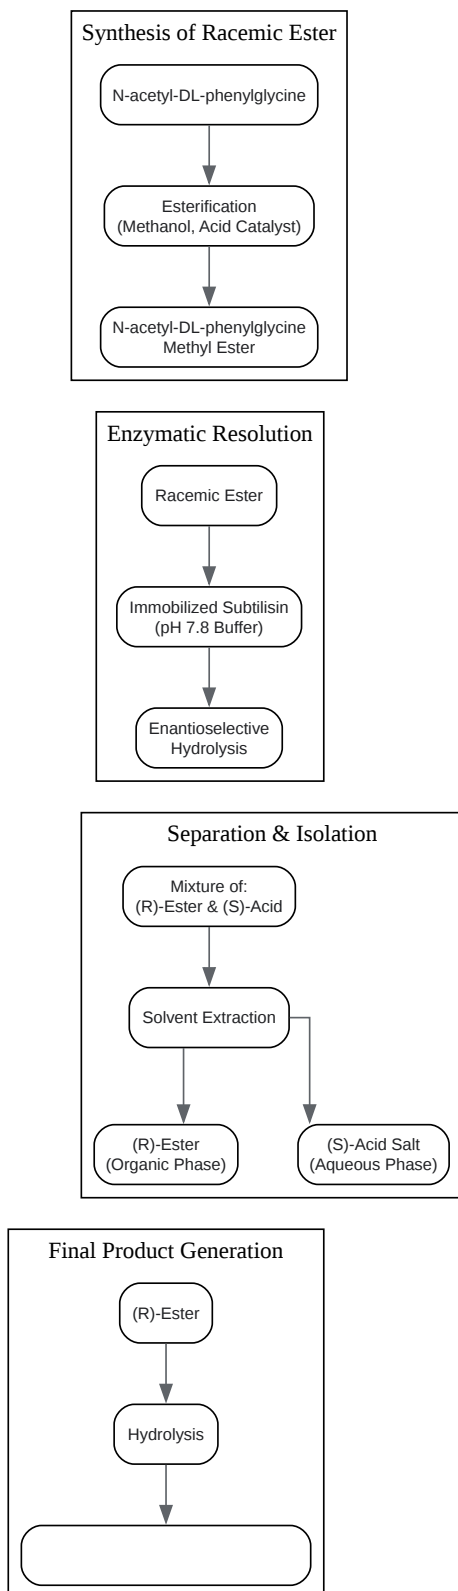 Synthesis of Racemic Ester
N-acetyl-DL-phenylglycine
Esterification
(Methanol, Acid Catalyst)
N-acetyl-DL-phenylglycine
Methyl Ester
Enzymatic Resolution
Racemic Ester
Immobilized Subtilisin
(pH 7.8 Buffer)
Enantioselective
Hydrolysis
Separation & Isolation
Mixture of:
(R)-Ester & (S)-Acid
Solvent Extraction
(R)-Ester
(Organic Phase)
(S)-Acid Salt
(Aqueous Phase)
Final Product Generation
(R)-Ester
Hydrolysis